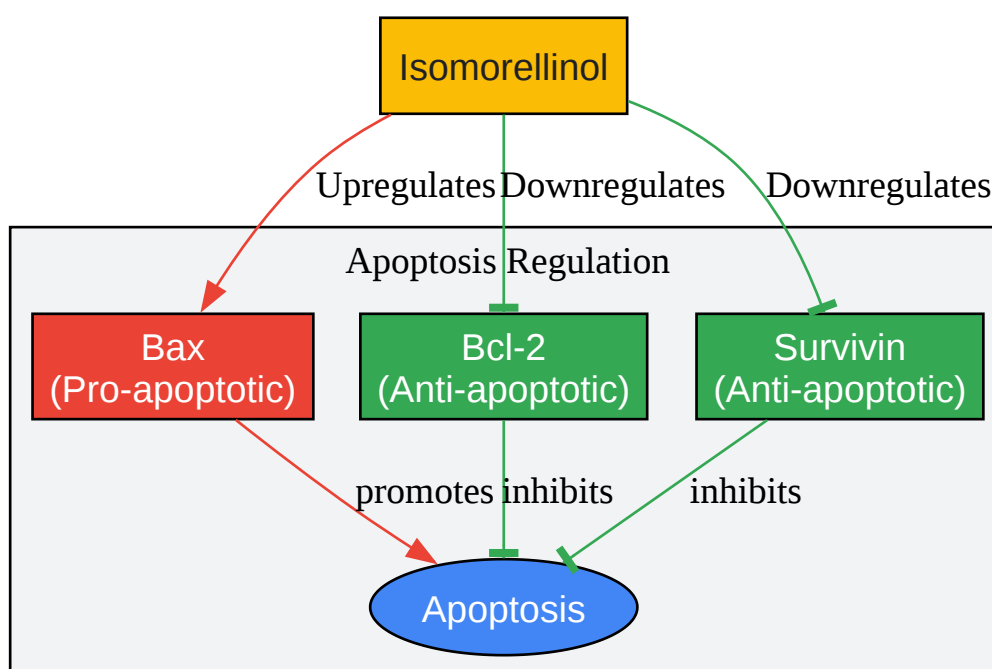 Isomorellinol
Upregulates
Downregulates
Downregulates
Apoptosis Regulation
Bax
(Pro-apoptotic)
Bcl-2
(Anti-apoptotic)
Survivin
(Anti-apoptotic)
promotes
inhibits
inhibits
Apoptosis